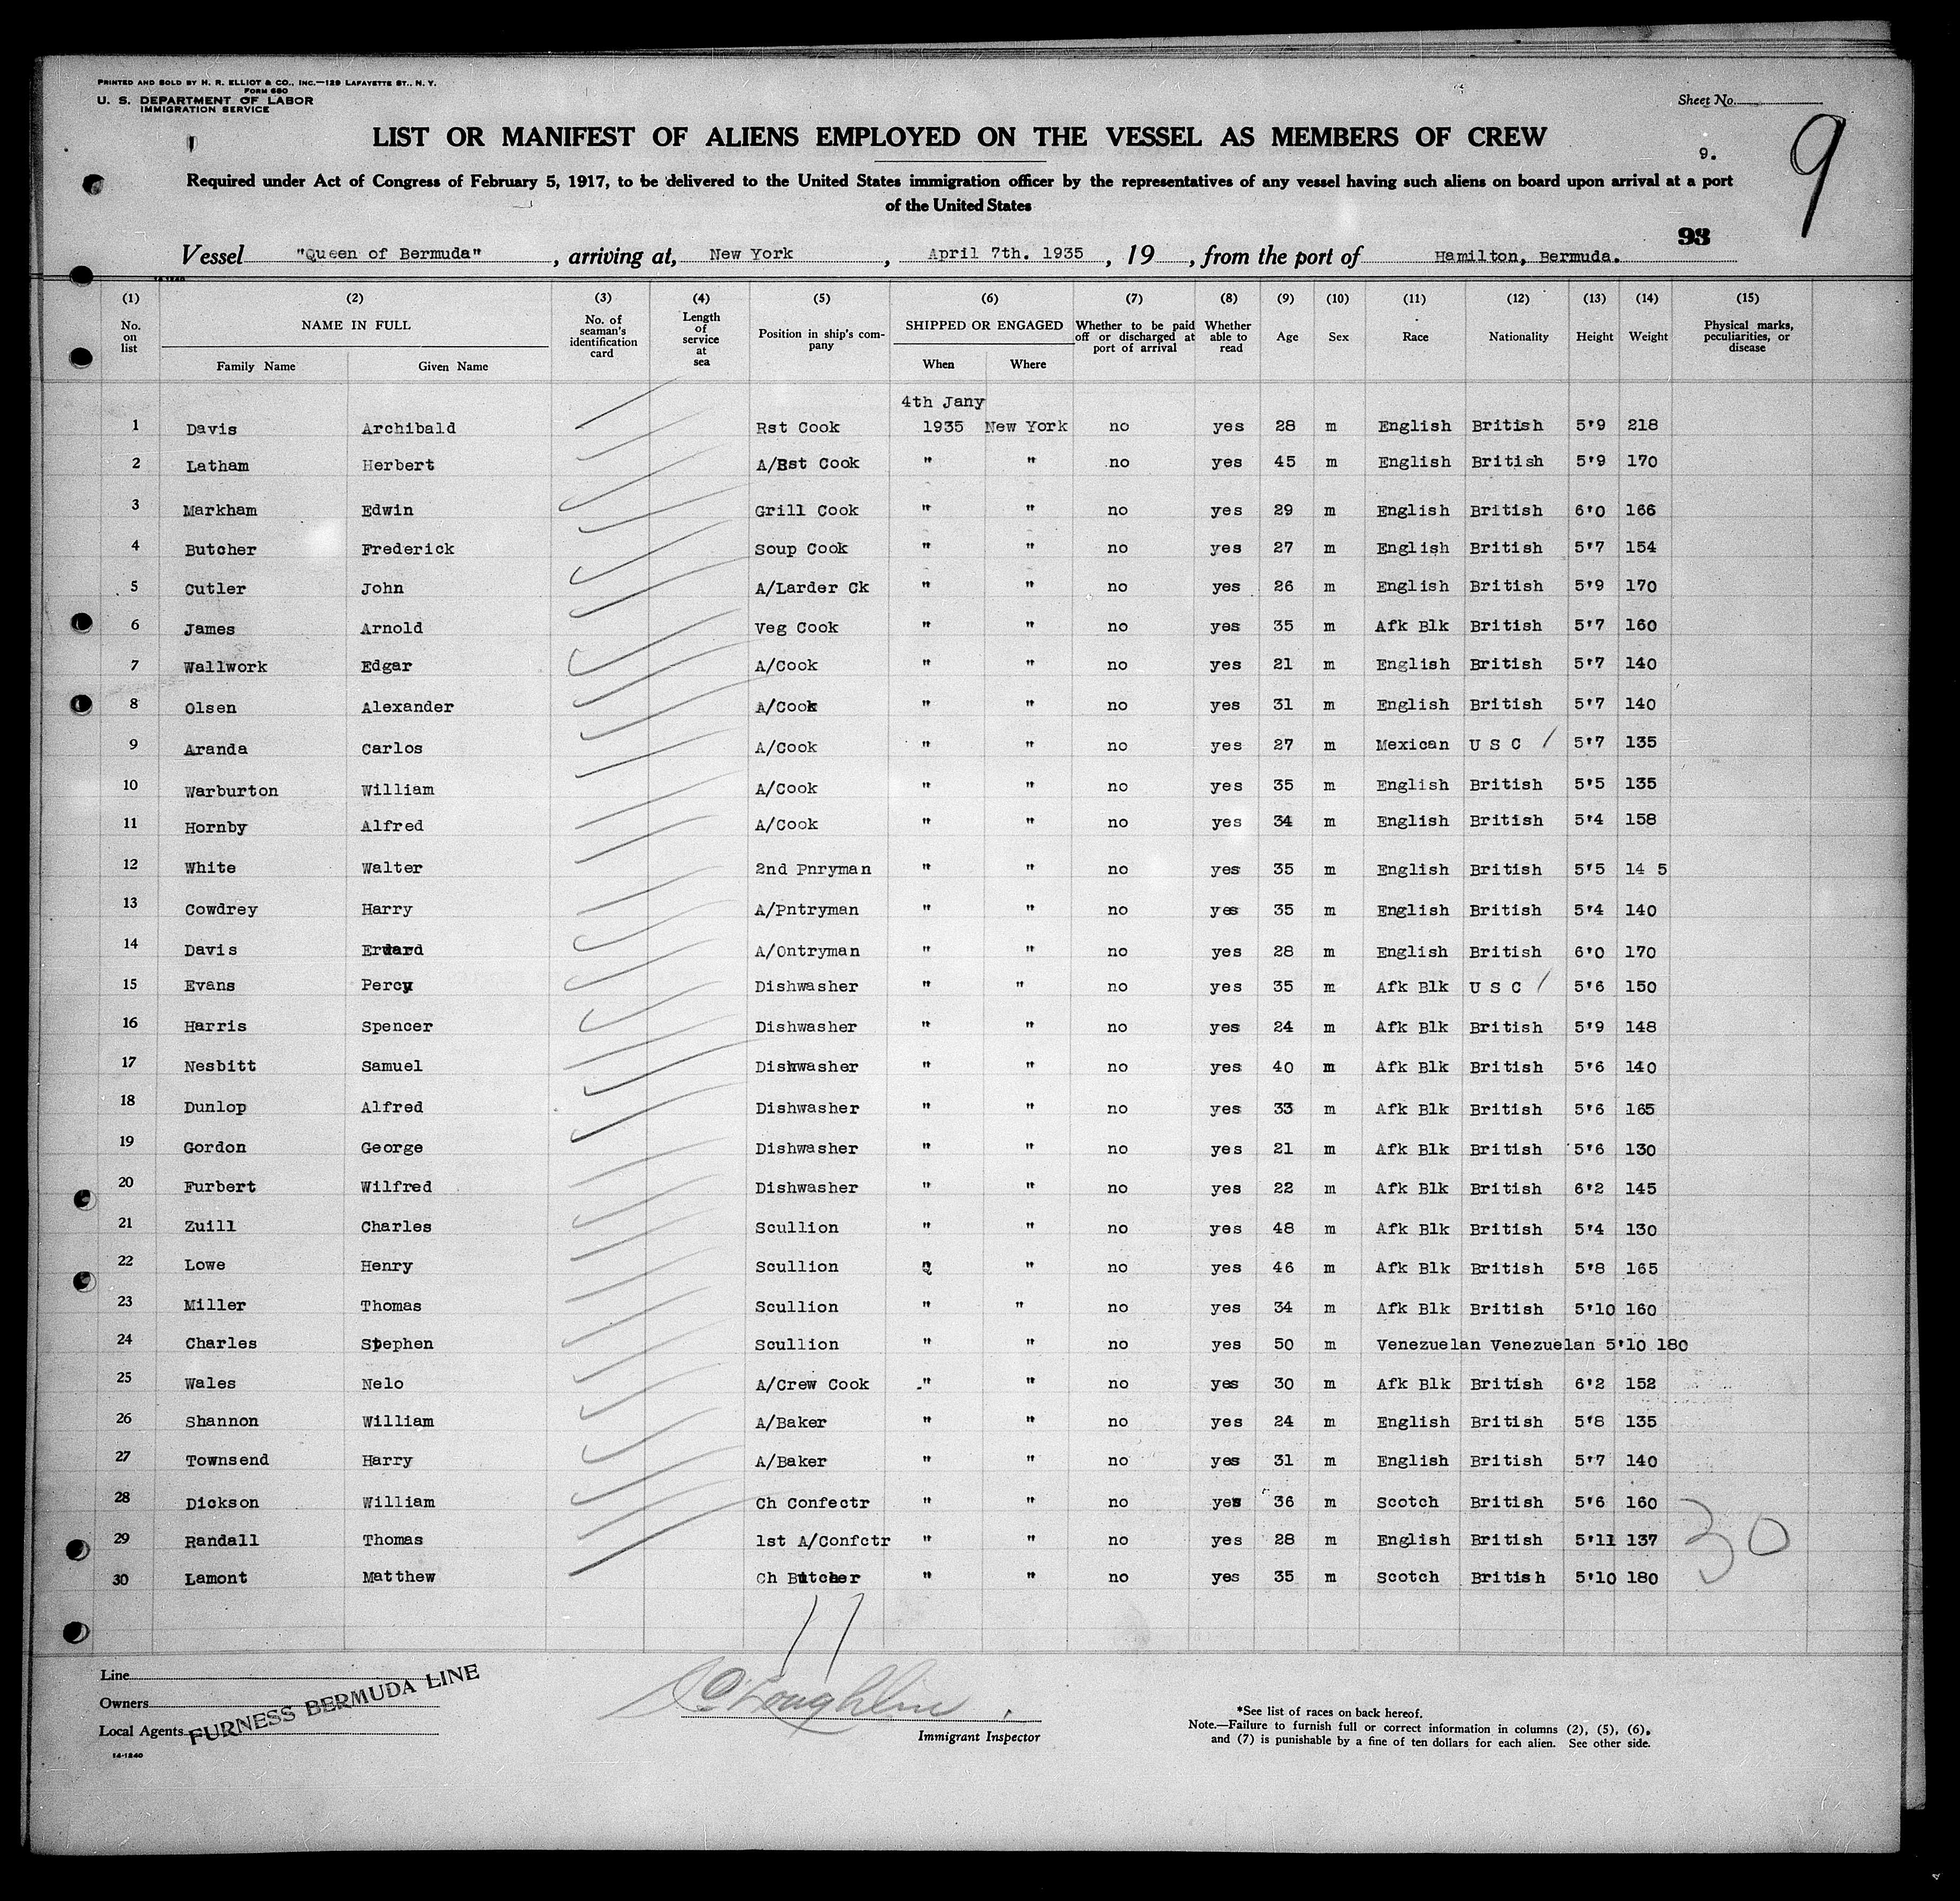 PRINTED AND SOLD BY H. R. ELLIOT & CO., INC.—129 LAFAYETTE ST., N. Y.
FORM 680
U. S. DEPARTMENT OF LABOR
IMMIGRATION SERVICE
Sheet No.
LIST OR MANIFEST OF ALIENS EMPLOYED ON THE VESSEL AS MEMBERS OF CREW
9.
9
Required under Act of Congress of February 5, 1917, to be delivered to the United States immigration officer by the representatives of any vessel having such aliens on board upon arrival at a port
of the United States
93
Vessel "Queen of Bermuda", arriving at, New York, April 7th. 1935, 19, from the port of Hamilton, Bermuda.
14-1240
(1) (2) (3) (4) (5) (6) (7) (8) (9) (10) (11) (12) (13) (14) (15)
No. on list NAME IN FULL Family Name Given Name No. of seaman's identification card Length of service at sea Position in ship's company SHIPPED OR ENGAGED When Where Whether to be paid off or discharged at port of arrival Whether able to read Age Sex Race Nationality Height Weight Physical marks, peculiarities, or disease
4th Jany
1 Davis Archibald Rst Cook 1935 New York no yes 28 m English British 5'9 218
2 Latham Herbert A/Rst Cook " " no yes 45 m English British 5'9 170
3 Markham Edwin Grill Cook " " no yes 29 m English British 6'0 166
4 Butcher Frederick Soup Cook " " no yes 27 m English British 5'7 154
5 Cutler John A/Larder Ck " " no yes 26 m English British 5'9 170
6 James Arnold Veg Cook " " no yes 35 m Afk Blk British 5'7 160
7 Wallwork Edgar A/Cook " " no yes 21 m English British 5'7 140
8 Olsen Alexander A/Cook " " no yes 31 m English British 5'7 140
9 Aranda Carlos A/Cook " " no yes 27 m Mexican U S C / 5'7 135
10 Warburton William A/Cook " " no yes 35 m English British 5'5 135
11 Hornby Alfred A/Cook " " no yes 34 m English British 5'4 158
12 White Walter 2nd Pnryman " " no yes 35 m English British 5'5 14 5
13 Cowdrey Harry A/Pntryman " " no yes 35 m English British 5'4 140
14 Davis Erward A/Ontryman " " no yes 28 m English British 6'0 170
15 Evans Percy Dishwasher " " no yes 35 m Afk Blk U S C / 5'6 150
16 Harris Spencer Dishwasher " " no yes 24 m Afk Blk British 5'9 148
17 Nesbitt Samuel Dishwasher " " no yes 40 m Afk Blk British 5'6 140
18 Dunlop Alfred Dishwasher " " no yes 33 m Afk Blk British 5'6 165
19 Gordon George Dishwasher " " no yes 21 m Afk Blk British 5'6 130
20 Furbert Wilfred Dishwasher " " no yes 22 m Afk Blk British 6'2 145
21 Zuill Charles Scullion " " no yes 48 m Afk Blk British 5'4 130
22 Lowe Henry Scullion " " no yes 46 m Afk Blk British 5'8 165
23 Miller Thomas Scullion " " no yes 34 m Afk Blk British 5'10 160
24 Charles Stephen Scullion " " no yes 50 m Venezuelan Venezuelan 5'10 180
25 Wales Nelo A/Crew Cook " " no yes 30 m Afk Blk British 6'2 152
26 Shannon William A/Baker " " no yes 24 m English British 5'8 135
27 Townsend Harry A/Baker " " no yes 31 m English British 5'7 140
28 Dickson William Ch Confectr " " no yes 36 m Scotch British 5'6 160
29 Randall Thomas 1st A/Confctr " " no yes 28 m English British 5'11 137
30 Lamont Matthew Ch Butcher " " no yes 35 m Scotch British 5'10 180
30
Line
Owners
Local Agents
FURNESS BERMUDA LINE
O'Loughlin
Immigrant Inspector
*See list of races on back hereof.
Note.—Failure to furnish full or correct information in columns (2), (5), (6),
and (7) is punishable by a fine of ten dollars for each alien. See other side.
14-1240